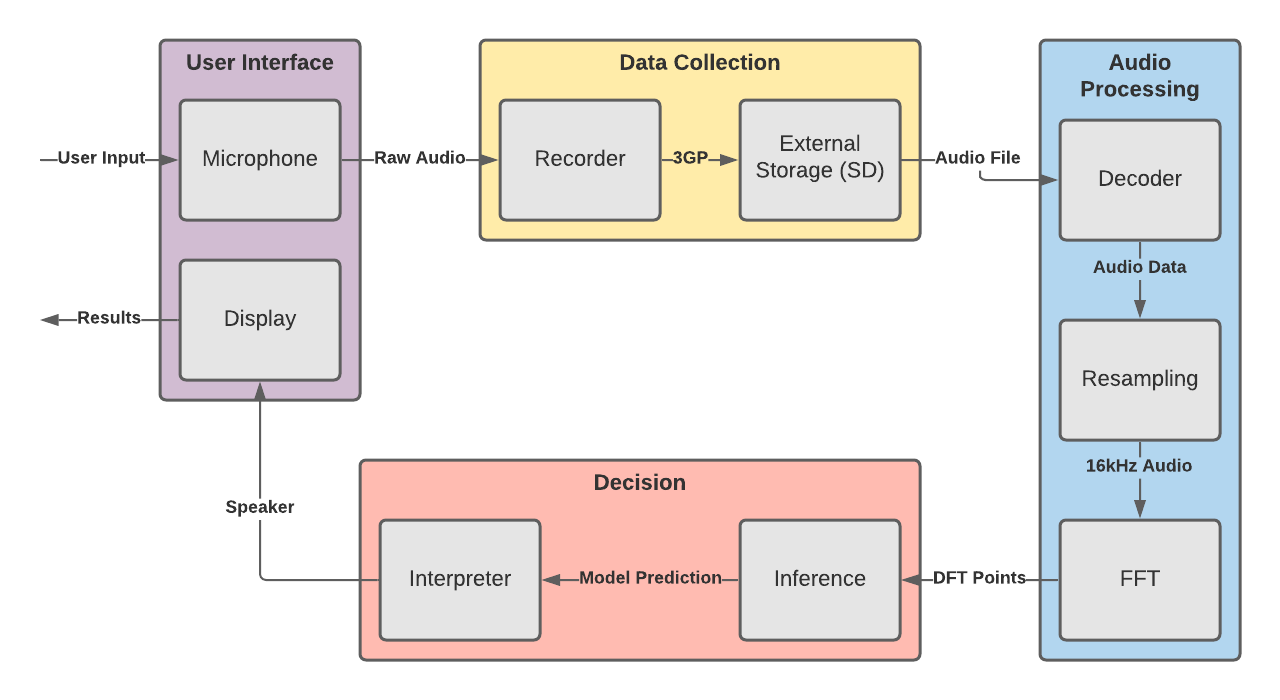 User Interface
Data Collection
Audio
Processing
User Input
Microphone
Raw Audio
Recorder
3GP
External
Storage (SD)
Audio File
Decoder
Audio Data
Results
Display
Resampling
16kHz Audio
Speaker
Decision
Interpreter
Model Prediction
Inference
DFT Points
FFT